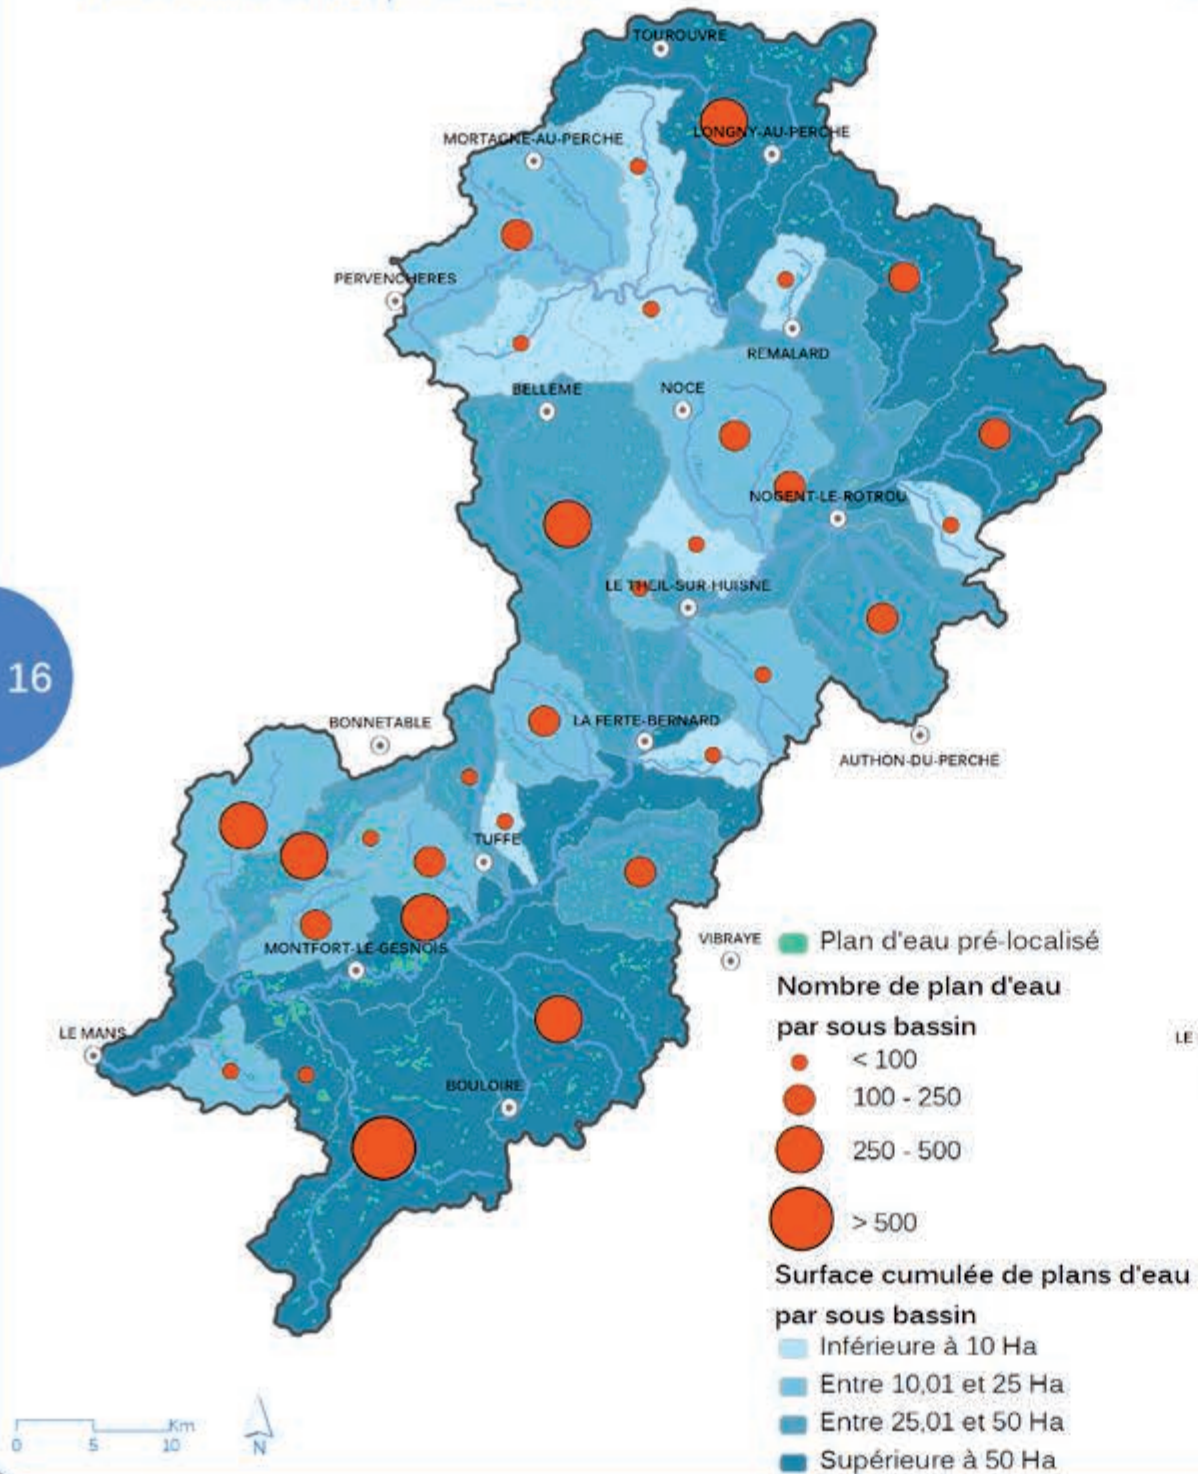 TOUROUVRE
LONGNY-AU-PERCHE
MORTAGNE-AU-PERCHE
PERVENCHERES
REMALARD
BELLEME
NOCE
NOGENT-LE-ROTROU
LE THEIL-SUR-HUISNE
16
LA FERTE-BERNARD
BONNETABLE
AUTHON-DU-PERCHE
TUFFE
MONTFORT-LE-GESNOIS
VIBRAYE
LE MANS
LE
BOULOIRE
Plan d'eau pré-localisé
Nombre de plan d'eau
par sous bassin
< 100
100 - 250
250 - 500
> 500
Surface cumulée de plans d'eau
par sous bassin
Inférieure à 10 Ha
Entre 10,01 et 25 Ha
Entre 25,01 et 50 Ha
Supérieure à 50 Ha
Km
0 5 10
N